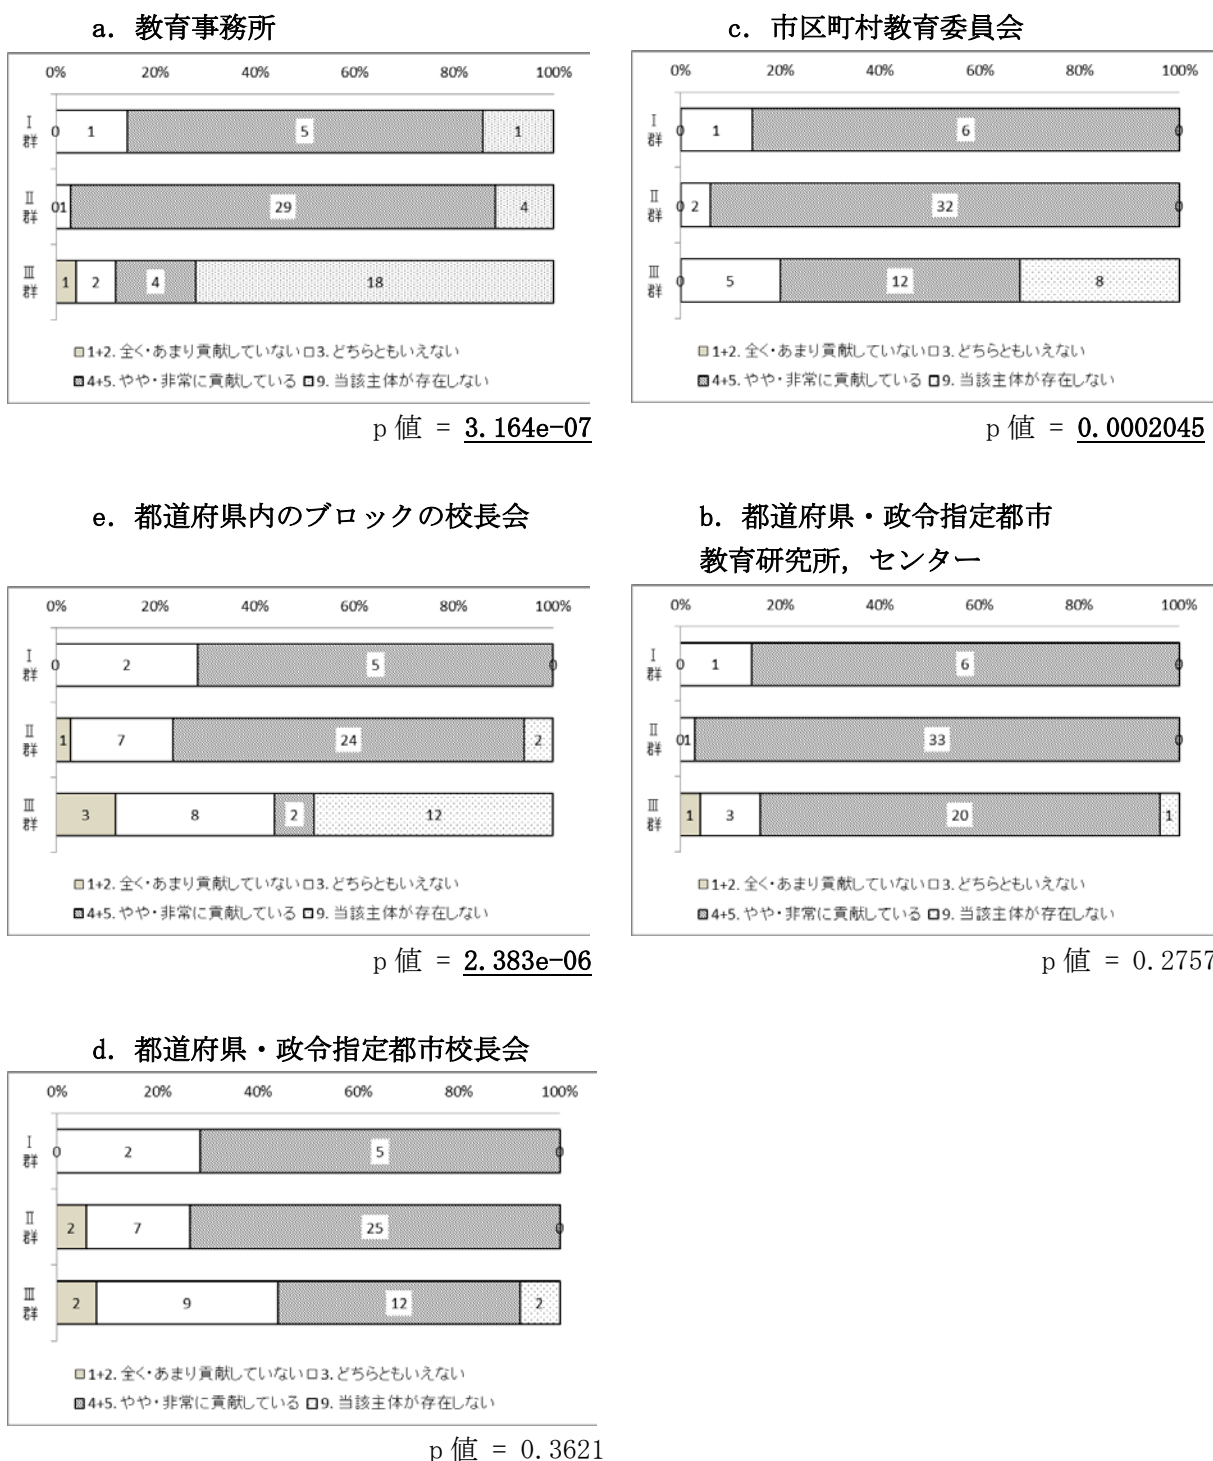 a. 教育事務所
0% 20% 40% 60% 80% 100%
Ⅰ群 0 1 5 1
Ⅱ群 0 1 29 4
Ⅲ群 1 2 4 18
1+2. 全く・あまり貢献していない 3. どちらともいえない
4+5. やや・非常に貢献している 9. 当該主体が存在しない
p 値 = 3.164e-07
c. 市区町村教育委員会
0% 20% 40% 60% 80% 100%
Ⅰ群 0 1 6 0
Ⅱ群 0 2 32 0
Ⅲ群 0 5 12 8
1+2. 全く・あまり貢献していない 3. どちらともいえない
4+5. やや・非常に貢献している 9. 当該主体が存在しない
p 値 = 0.0002045
e. 都道府県内のブロックの校長会
0% 20% 40% 60% 80% 100%
Ⅰ群 0 2 5 0
Ⅱ群 1 7 24 2
Ⅲ群 3 8 2 12
1+2. 全く・あまり貢献していない 3. どちらともいえない
4+5. やや・非常に貢献している 9. 当該主体が存在しない
p 値 = 2.383e-06
b. 都道府県・政令指定都市
教育研究所, センター
0% 20% 40% 60% 80% 100%
Ⅰ群 0 1 6 0
Ⅱ群 0 1 33 0
Ⅲ群 1 3 20 1
1+2. 全く・あまり貢献していない 3. どちらともいえない
4+5. やや・非常に貢献している 9. 当該主体が存在しない
p 値 = 0.2757
d. 都道府県・政令指定都市校長会
0% 20% 40% 60% 80% 100%
Ⅰ群 0 2 5 0
Ⅱ群 2 7 25 0
Ⅲ群 2 9 12 2
1+2. 全く・あまり貢献していない 3. どちらともいえない
4+5. やや・非常に貢献している 9. 当該主体が存在しない
p 値 = 0.3621